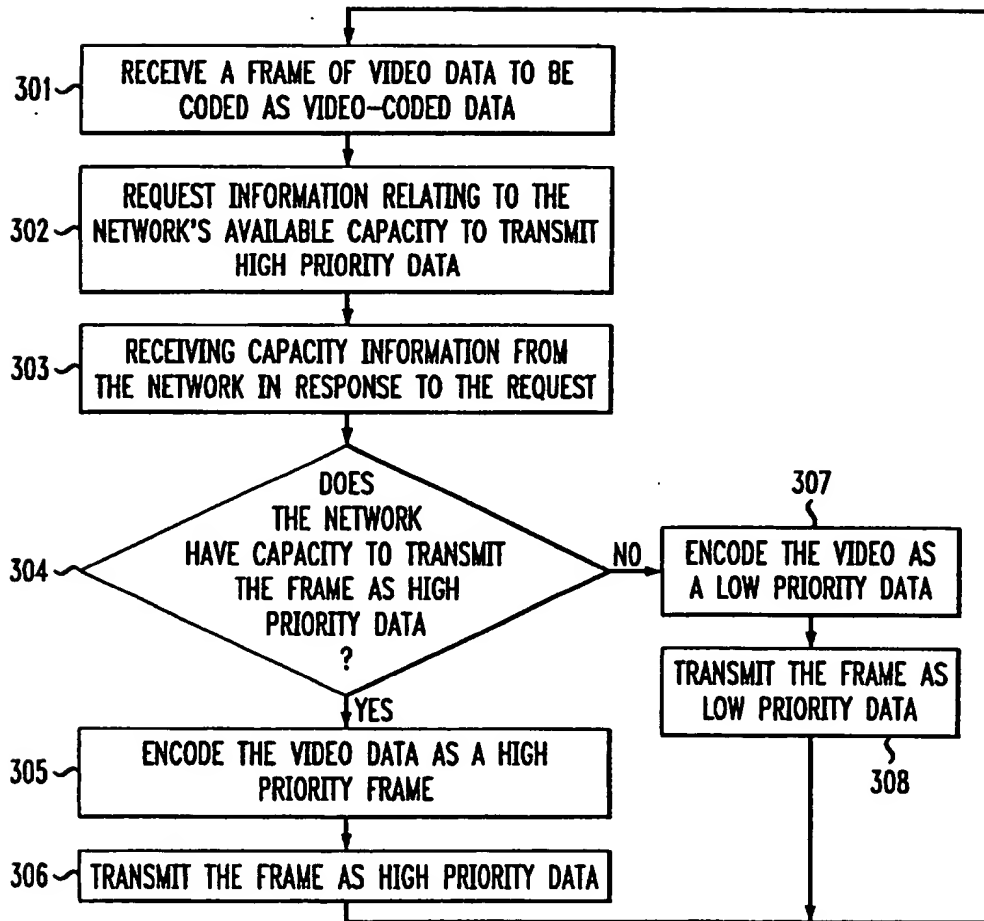 301
RECEIVE A FRAME OF VIDEO DATA TO BE
CODED AS VIDEO-CODED DATA
302
REQUEST INFORMATION RELATING TO THE
NETWORK'S AVAILABLE CAPACITY TO TRANSMIT
HIGH PRIORITY DATA
303
RECEIVING CAPACITY INFORMATION FROM
THE NETWORK IN RESPONSE TO THE REQUEST
304
DOES
THE NETWORK
HAVE CAPACITY TO TRANSMIT
THE FRAME AS HIGH
PRIORITY DATA
?
NO
307
ENCODE THE VIDEO AS
A LOW PRIORITY DATA
TRANSMIT THE FRAME AS
LOW PRIORITY DATA
308
YES
305
ENCODE THE VIDEO DATA AS A HIGH
PRIORITY FRAME
306
TRANSMIT THE FRAME AS HIGH PRIORITY DATA